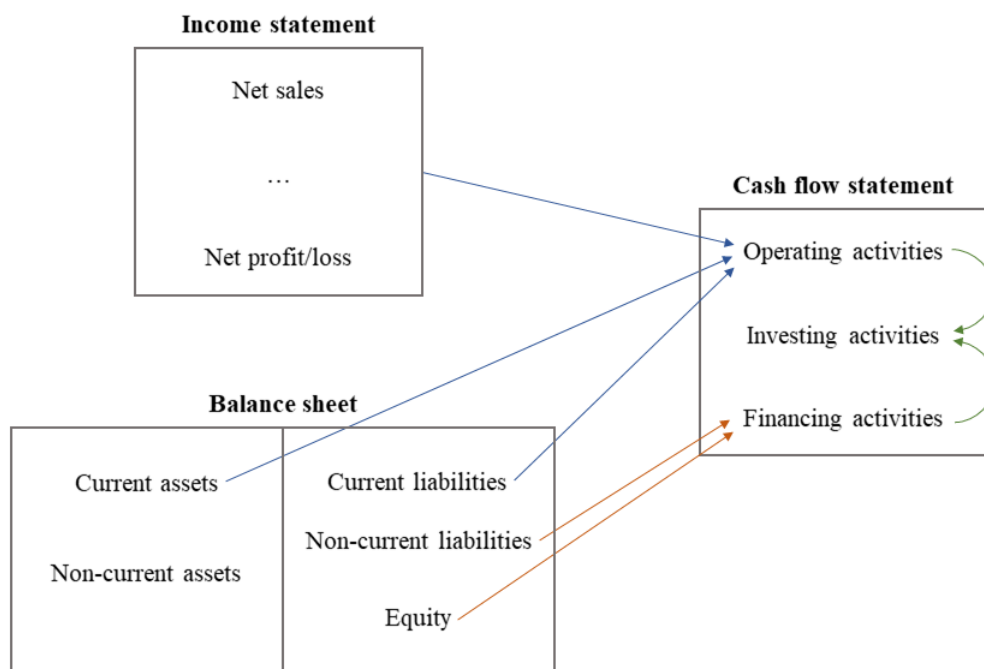 Income statement
Net sales
…
Net profit/loss
Cash flow statement
Operating activities
Investing activities
Financing activities
Balance sheet
Current assets
Non-current assets
Current liabilities
Non-current liabilities
Equity